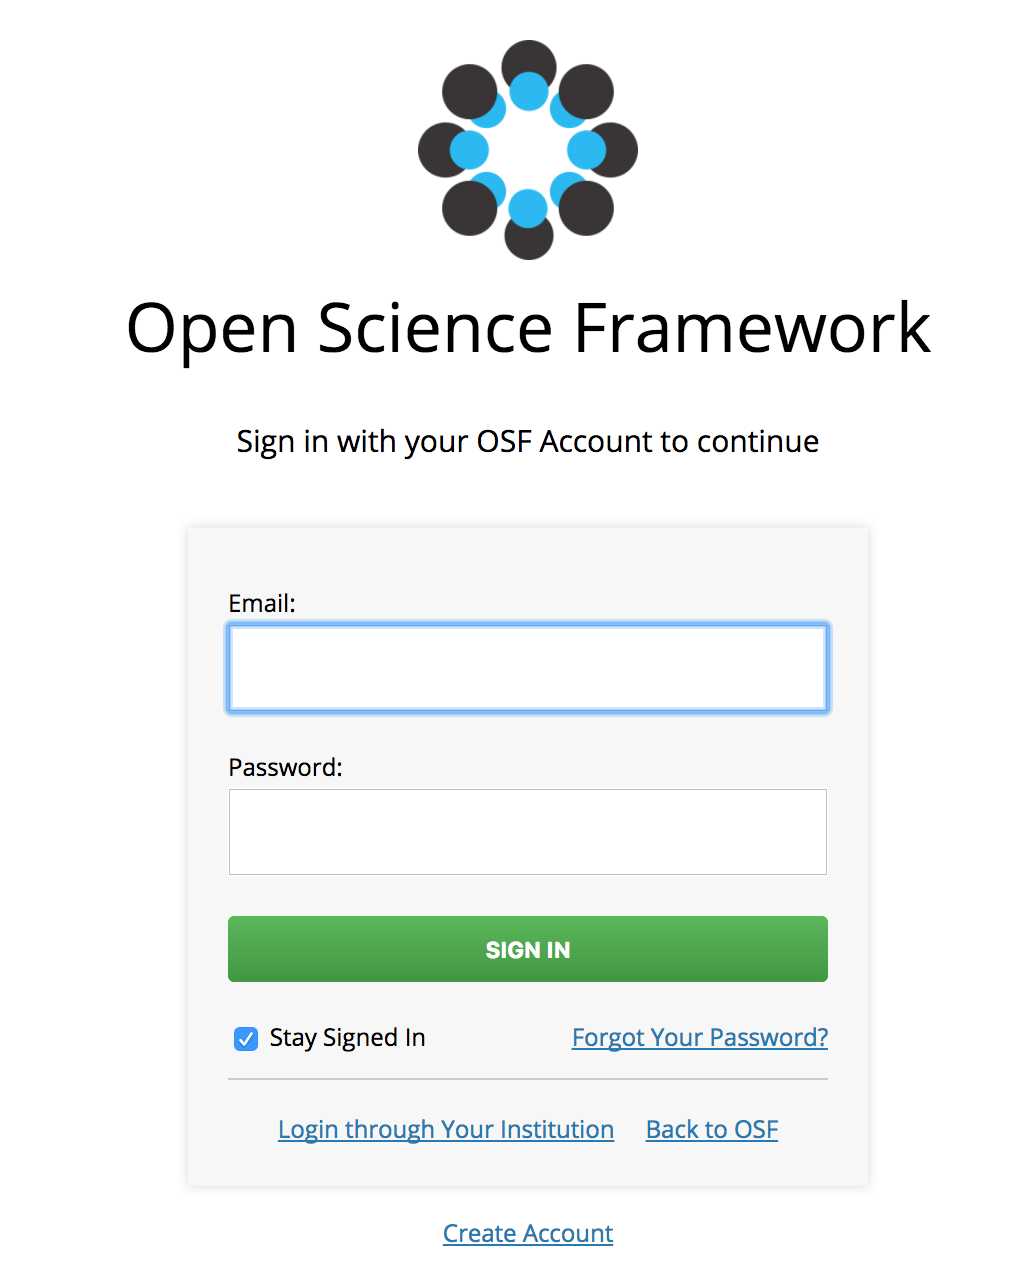 Open Science Framework
Sign in with your OSF Account to continue
Email:
Password:
SIGN IN
Stay Signed In Forgot Your Password?
Login through Your Institution Back to OSF
Create Account